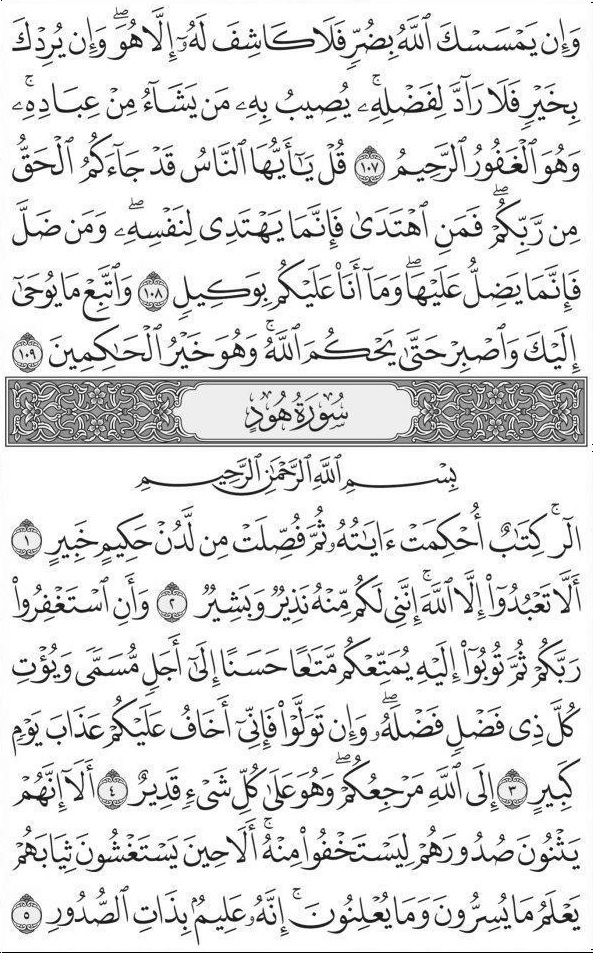 وَإِن يَمْسَسْكَ ٱللَّهُ بِضُرٍّ فَلَا كَاشِفَ لَهُۥٓ إِلَّا هُوَ ۖ وَإِن يُرِدْكَ
بِخَيْرٍ فَلَا رَآدَّ لِفَضْلِهِۦ ۚ يُصِيبُ بِهِۦ مَن يَشَآءُ مِنْ عِبَادِهِۦ ۚ
وَهُوَ ٱلْغَفُورُ ٱلرَّحِيمُ ١٠٧ قُلْ يَٰٓأَيُّهَا ٱلنَّاسُ قَدْ جَآءَكُمُ ٱلْحَقُّ
مِن رَّبِّكُمْ ۖ فَمَنِ ٱهْتَدَىٰ فَإِنَّمَا يَهْتَدِى لِنَفْسِهِۦ ۖ وَمَن ضَلَّ
فَإِنَّمَا يَضِلُّ عَلَيْهَا ۖ وَمَآ أَنَا۠ عَلَيْكُم بِوَكِيلٍ ١٠٨ وَٱتَّبِعْ مَا يُوحَىٰٓ
إِلَيْكَ وَٱصْبِرْ حَتَّىٰ يَحْكُمَ ٱللَّهُ ۚ وَهُوَ خَيْرُ ٱلْحَٰكِمِينَ ١٠٩
سُورَةُ هُودٍ
بِسْمِ ٱللَّهِ ٱلرَّحْمَٰنِ ٱلرَّحِيمِ
الٓر ۚ كِتَٰبٌ أُحْكِمَتْ ءَايَٰتُهُۥ ثُمَّ فُصِّلَتْ مِن لَّدُنْ حَكِيمٍ خَبِيرٍ ١
أَلَّا تَعْبُدُوٓا۟ إِلَّا ٱللَّهَ ۚ إِنَّنِى لَكُم مِّنْهُ نَذِيرٌ وَبَشِيرٌ ٢ وَأَنِ ٱسْتَغْفِرُوا۟
رَبَّكُمْ ثُمَّ تُوبُوٓا۟ إِلَيْهِ يُمَتِّعْكُم مَّتَٰعًا حَسَنًا إِلَىٰٓ أَجَلٍ مُّسَمًّى وَيُؤْتِ
كُلَّ ذِى فَضْلٍ فَضْلَهُۥ ۖ وَإِن تَوَلَّوْا۟ فَإِنِّىٓ أَخَافُ عَلَيْكُمْ عَذَابَ يَوْمٍ
كَبِيرٍ ٣ إِلَى ٱللَّهِ مَرْجِعُكُمْ ۖ وَهُوَ عَلَىٰ كُلِّ شَىْءٍ قَدِيرٌ ٤ أَلَآ إِنَّهُمْ
يَثْنُونَ صُدُورَهُمْ لِيَسْتَخْفُوا۟ مِنْهُ ۚ أَلَا حِينَ يَسْتَغْشُونَ ثِيَابَهُمْ
يَعْلَمُ مَا يُسِرُّونَ وَمَا يُعْلِنُونَ ۚ إِنَّهُۥ عَلِيمٌۢ بِذَاتِ ٱلصُّدُورِ ٥